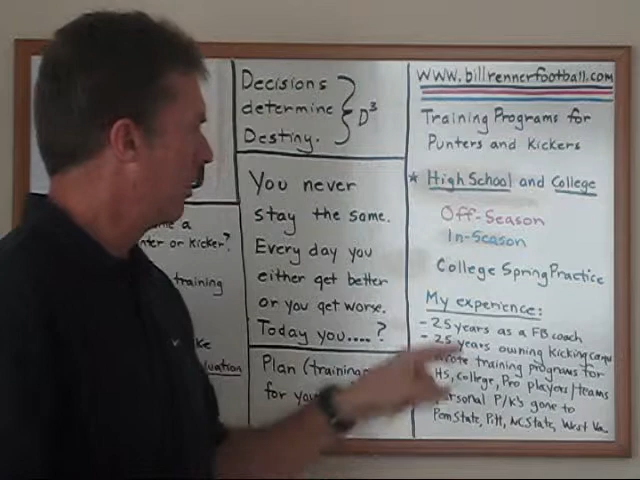 Decisions
determine
Destiny.
D3
You never
stay the same.
Every day you
either get better
or you get worse.
Today you....?
Plan (training
for you
a
or kicker?
training
www.billrennerfootball.com
Training Programs for
Punters and Kickers
* High School and College
Off-Season
In-Season
College Spring Practice
My experience:
- 25 years as a FB coach
- 25 years owning kicking camp
wrote training programs for
HS, College, Pro players/teams
personal P/K's gone to
Penn State, Pitt, NC State, West Va.